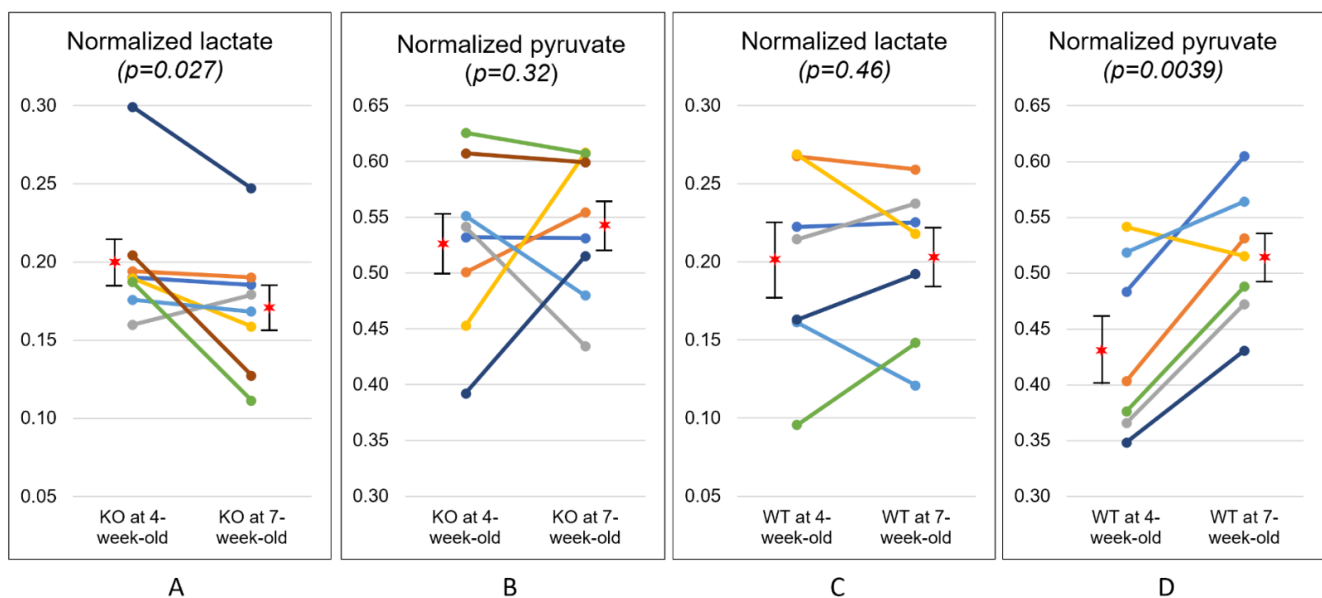 Normalized lactate
(p=0.027)
0.30
0.25
0.20
0.15
0.10
0.05
KO at 4-
week-old
KO at 7-
week-old
A
Normalized pyruvate
(p=0.32)
0.65
0.60
0.55
0.50
0.45
0.40
0.35
0.30
KO at 4-
week-old
KO at 7-
week-old
B
Normalized lactate
(p=0.46)
0.30
0.25
0.20
0.15
0.10
0.05
WT at 4-
week-old
WT at 7-
week-old
C
Normalized pyruvate
(p=0.0039)
0.65
0.60
0.55
0.50
0.45
0.40
0.35
0.30
WT at 4-
week-old
WT at 7-
week-old
D